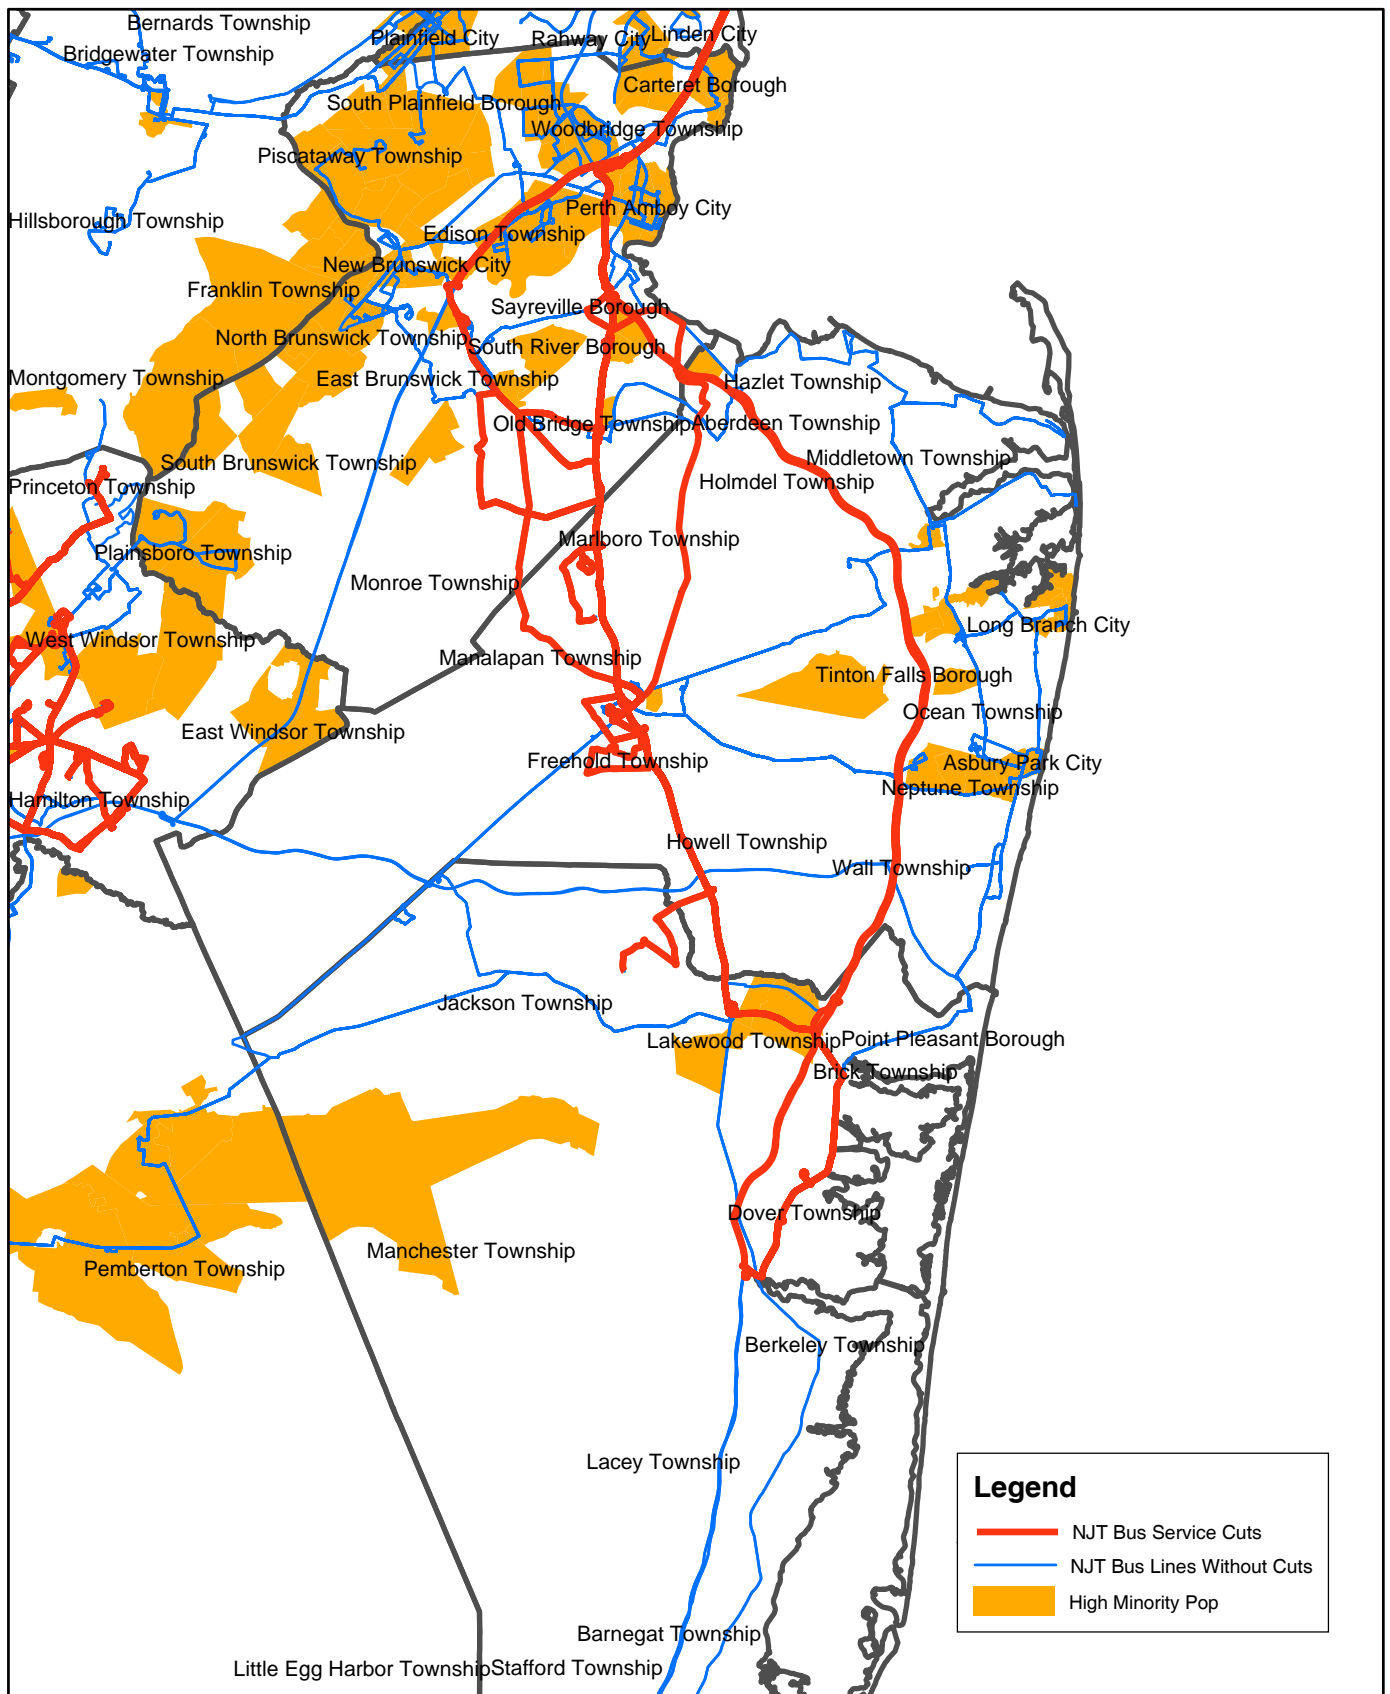 Bernards Township
Plainfield City
Rahway City
Linden City
Bridgewater Township
Carteret Borough
South Plainfield Borough
Woodbridge Township
Piscataway Township
Perth Amboy City
Hillsborough Township
Edison Township
New Brunswick City
Franklin Township
Sayreville Borough
North Brunswick Township
South River Borough
Montgomery Township
East Brunswick Township
Hazlet Township
Old Bridge Township
Aberdeen Township
South Brunswick Township
Middletown Township
Princeton Township
Holmdel Township
Marlboro Township
Plainsboro Township
Monroe Township
Long Branch City
West Windsor Township
Manalapan Township
Tinton Falls Borough
Ocean Township
East Windsor Township
Freehold Township
Asbury Park City
Neptune Township
Hamilton Township
Howell Township
Wall Township
Jackson Township
Lakewood Township
Point Pleasant Borough
Brick Township
Dover Township
Manchester Township
Pemberton Township
Berkeley Township
Lacey Township
Legend
NJT Bus Service Cuts
NJT Bus Lines Without Cuts
High Minority Pop
Barnegat Township
Little Egg Harbor Township
Stafford Township